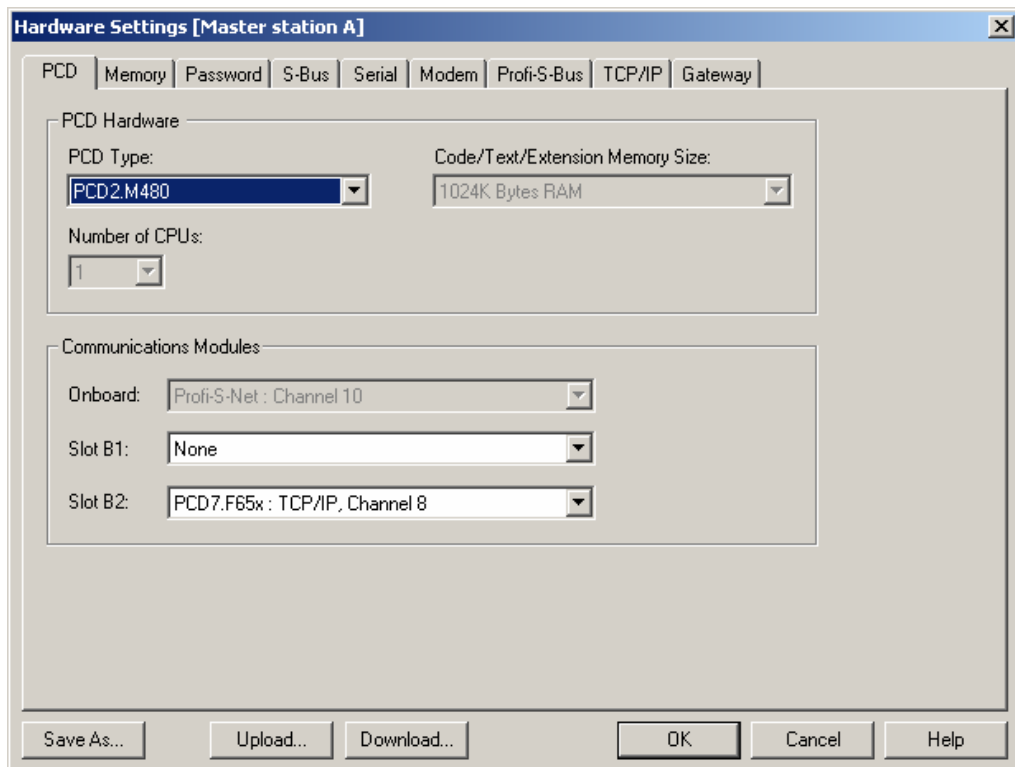 Hardware Settings [Master station A]
PCD Memory Password S-Bus Serial Modem Profi-S-Bus TCP/IP Gateway
PCD Hardware
PCD Type: Code/Text/Extension Memory Size:
PCD2.M480 1024K Bytes RAM
Number of CPUs:
1
Communications Modules
Onboard: Profi-S-Net : Channel 10
Slot B1: None
Slot B2: PCD7.F65x : TCP/IP, Channel 8
Save As... Upload... Download... OK Cancel Help